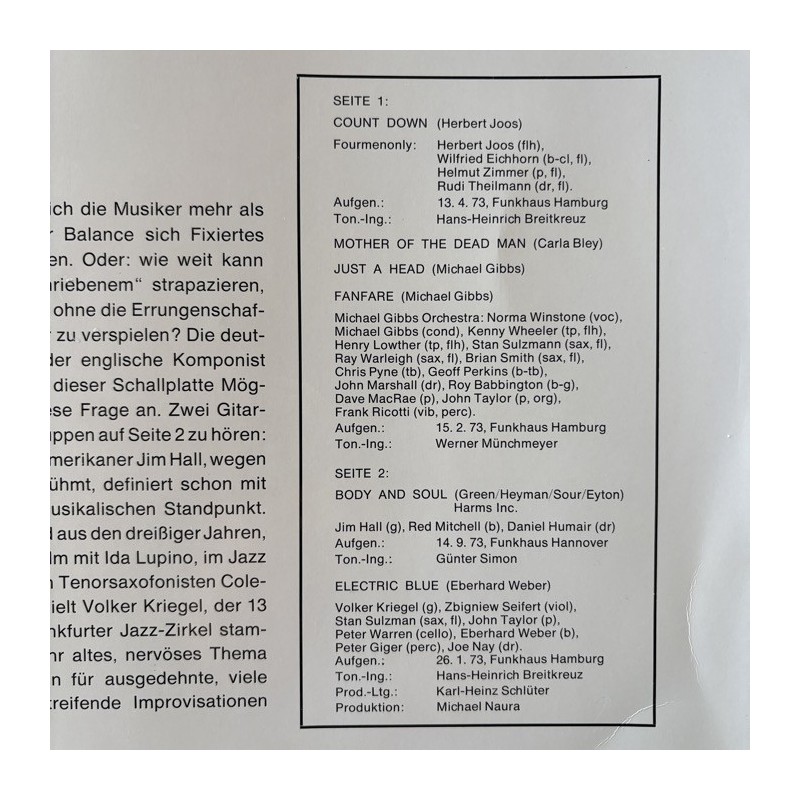 ich die Musiker mehr als
Balance sich Fixiertes
en. Oder: wie weit kann
riebenem“ strapazieren,
ohne die Errungenschaf-
zu verspielen? Die deut-
der englische Komponist
dieser Schallplatte Mög-
ese Frage an. Zwei Gitar-
uppen auf Seite 2 zu hören:
merikaner Jim Hall, wegen
ühmt, definiert schon mit
usikalischen Standpunkt.
aus den dreißiger Jahren,
lm mit Ida Lupino, im Jazz
Tenorsaxofonisten Cole-
ielt Volker Kriegel, der 13
nkfurter Jazz-Zirkel stam-
hr altes, nervöses Thema
n für ausgedehnte, viele
treifende Improvisationen
SEITE 1:
COUNT DOWN (Herbert Joos)
Fourmenonly: Herbert Joos (flh),
Wilfried Eichhorn (b-cl, fl),
Helmut Zimmer (p, fl),
Rudi Theilmann (dr, fl).
Aufgen.: 13. 4. 73, Funkhaus Hamburg
Ton.-Ing.: Hans-Heinrich Breitkreuz
MOTHER OF THE DEAD MAN (Carla Bley)
JUST A HEAD (Michael Gibbs)
FANFARE (Michael Gibbs)
Michael Gibbs Orchestra: Norma Winstone (voc),
Michael Gibbs (cond), Kenny Wheeler (tp, flh),
Henry Lowther (tp, flh), Stan Sulzmann (sax, fl),
Ray Warleigh (sax, fl), Brian Smith (sax, fl),
Chris Pyne (tb), Geoff Perkins (b-tb),
John Marshall (dr), Roy Babbington (b-g),
Dave MacRae (p), John Taylor (p, org),
Frank Ricotti (vib, perc).
Aufgen.: 15. 2. 73, Funkhaus Hamburg
Ton.-Ing.: Werner Münchmeyer
SEITE 2:
BODY AND SOUL (Green/Heyman/Sour/Eyton)
Harms Inc.
Jim Hall (g), Red Mitchell (b), Daniel Humair (dr)
Aufgen.: 14. 9. 73, Funkhaus Hannover
Ton.-Ing.: Günter Simon
ELECTRIC BLUE (Eberhard Weber)
Volker Kriegel (g), Zbigniew Seifert (viol),
Stan Sulzman (sax, fl), John Taylor (p),
Peter Warren (cello), Eberhard Weber (b),
Peter Giger (perc), Joe Nay (dr).
Aufgen.: 26. 1. 73, Funkhaus Hamburg
Ton.-Ing.: Hans-Heinrich Breitkreuz
Prod.-Ltg.: Karl-Heinz Schlüter
Produktion: Michael Naura